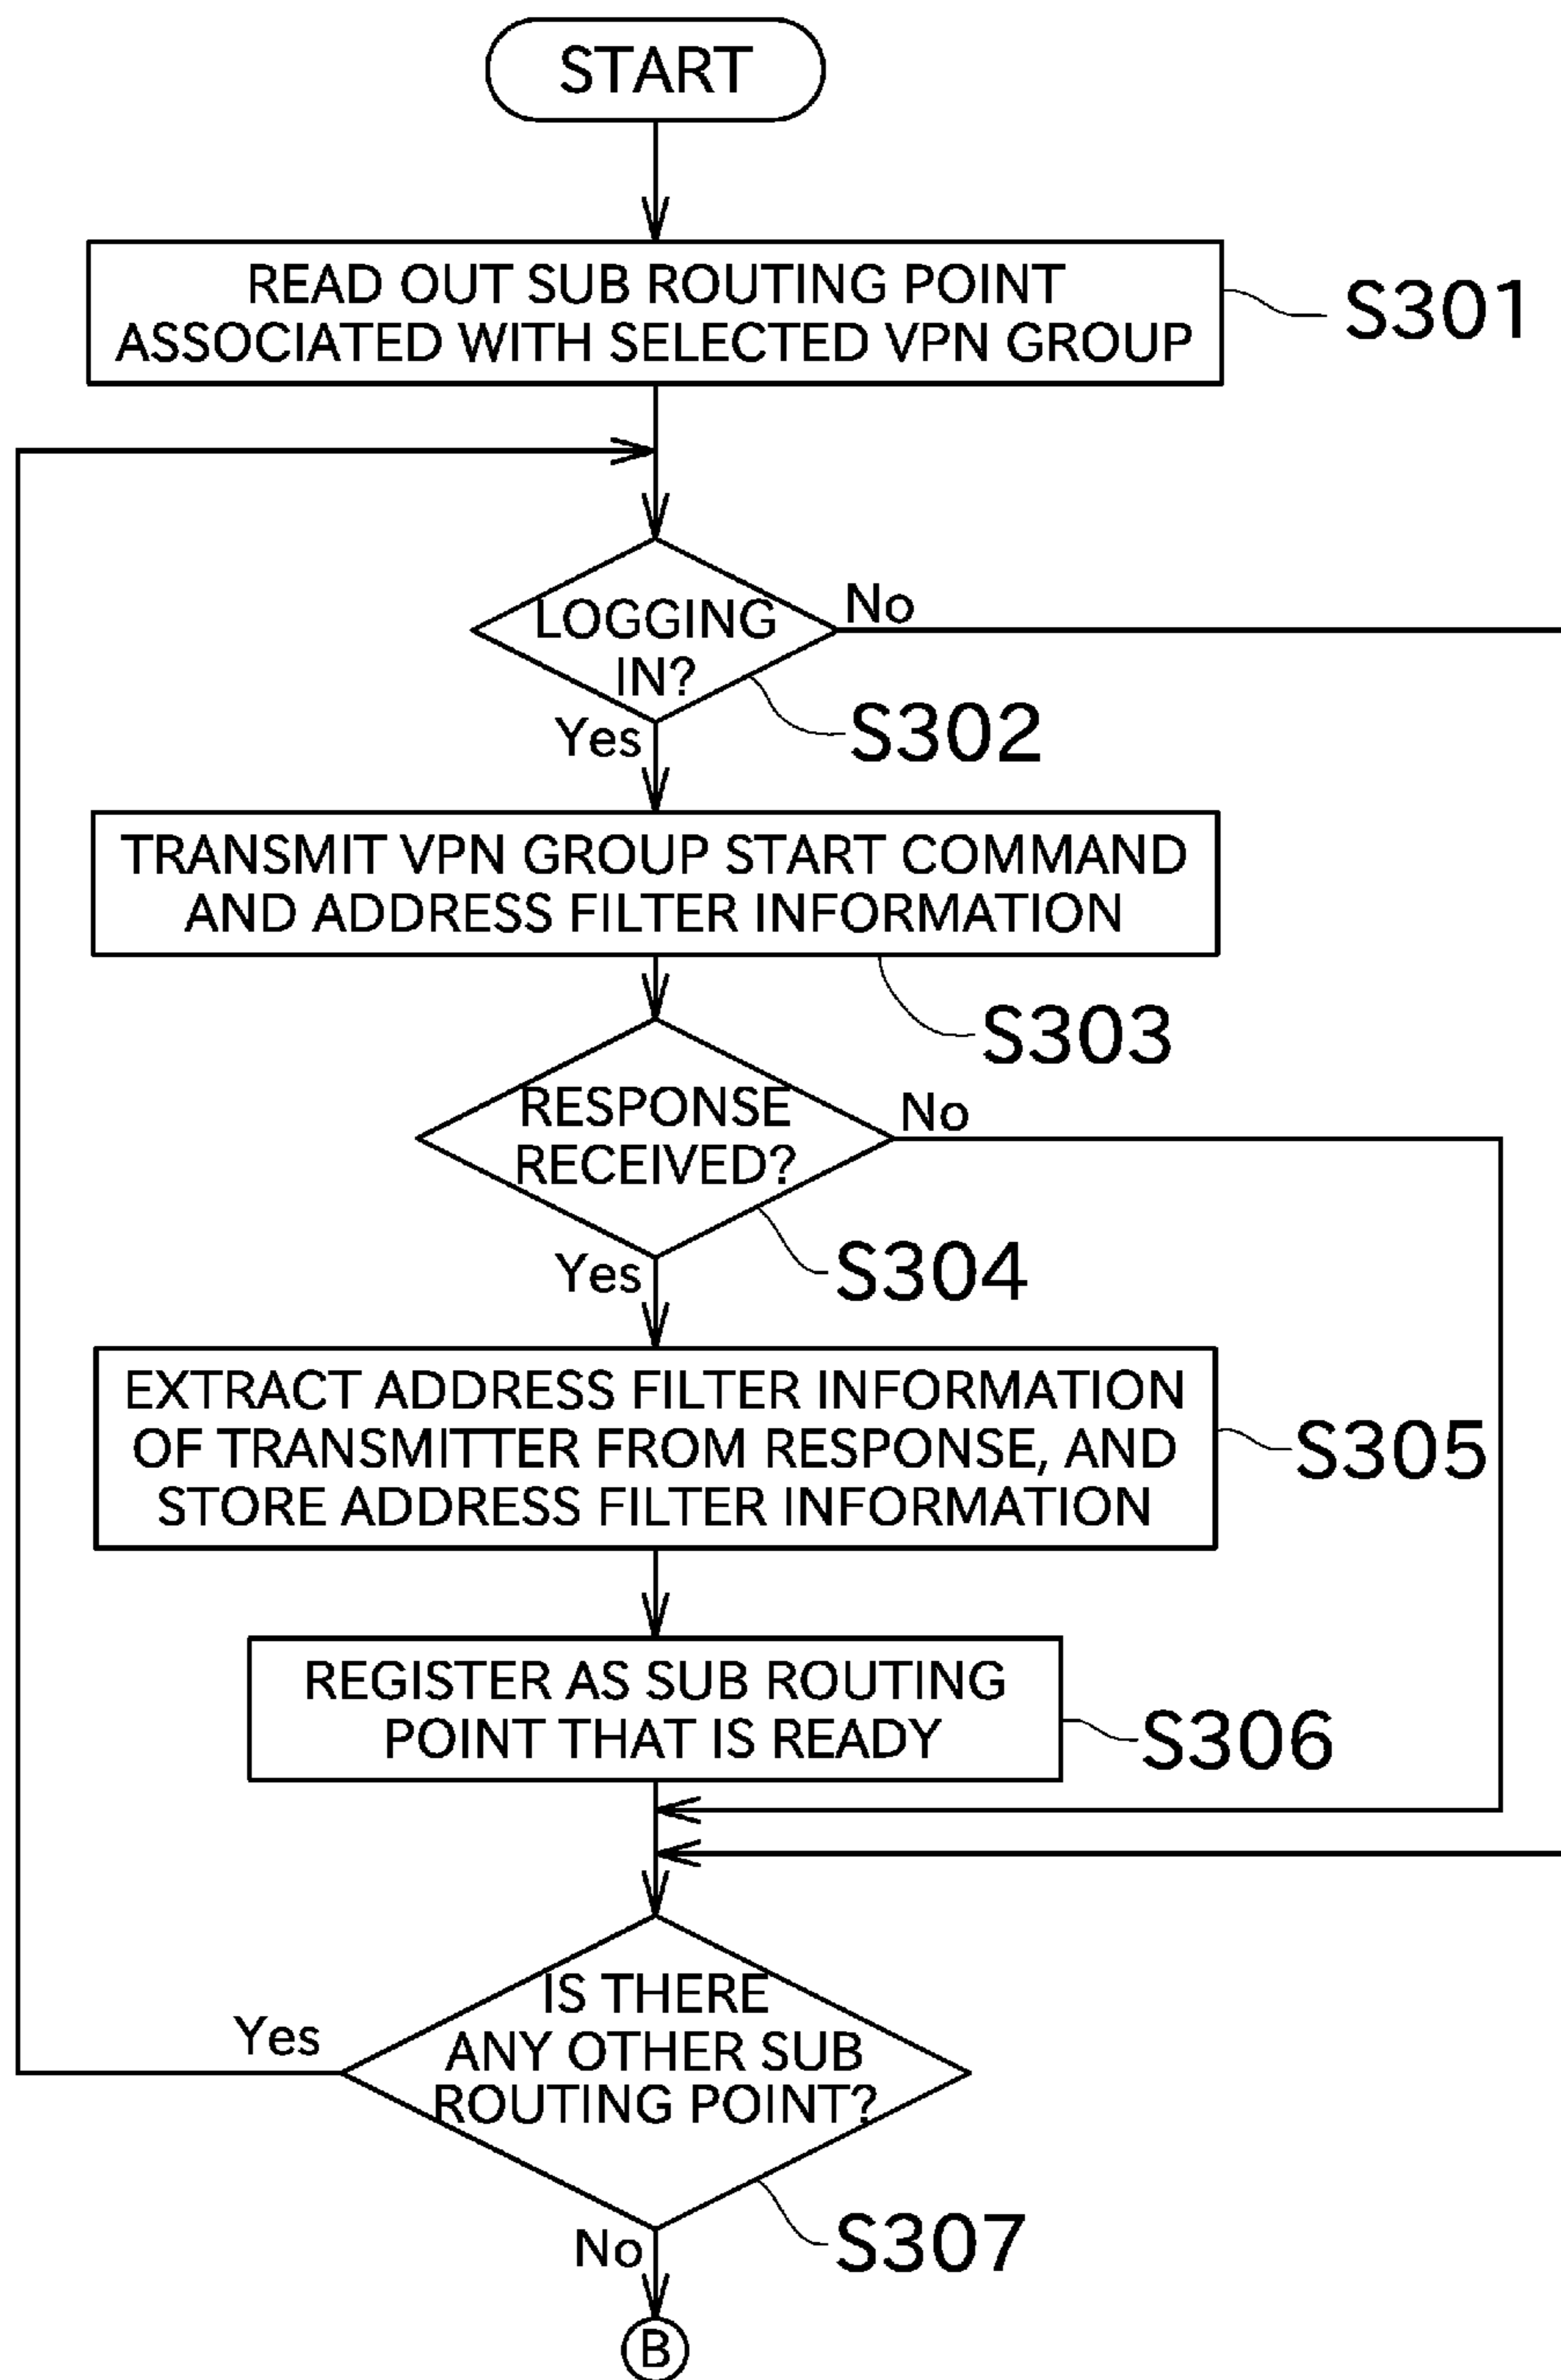 START
READ OUT SUB ROUTING POINT
ASSOCIATED WITH SELECTED VPN GROUP
S301
LOGGING
IN?
No
Yes
S302
TRANSMIT VPN GROUP START COMMAND
AND ADDRESS FILTER INFORMATION
S303
RESPONSE
RECEIVED?
No
Yes
S304
EXTRACT ADDRESS FILTER INFORMATION
OF TRANSMITTER FROM RESPONSE, AND
STORE ADDRESS FILTER INFORMATION
S305
REGISTER AS SUB ROUTING
POINT THAT IS READY
S306
IS THERE
ANY OTHER SUB
ROUTING POINT?
Yes
No
S307
B